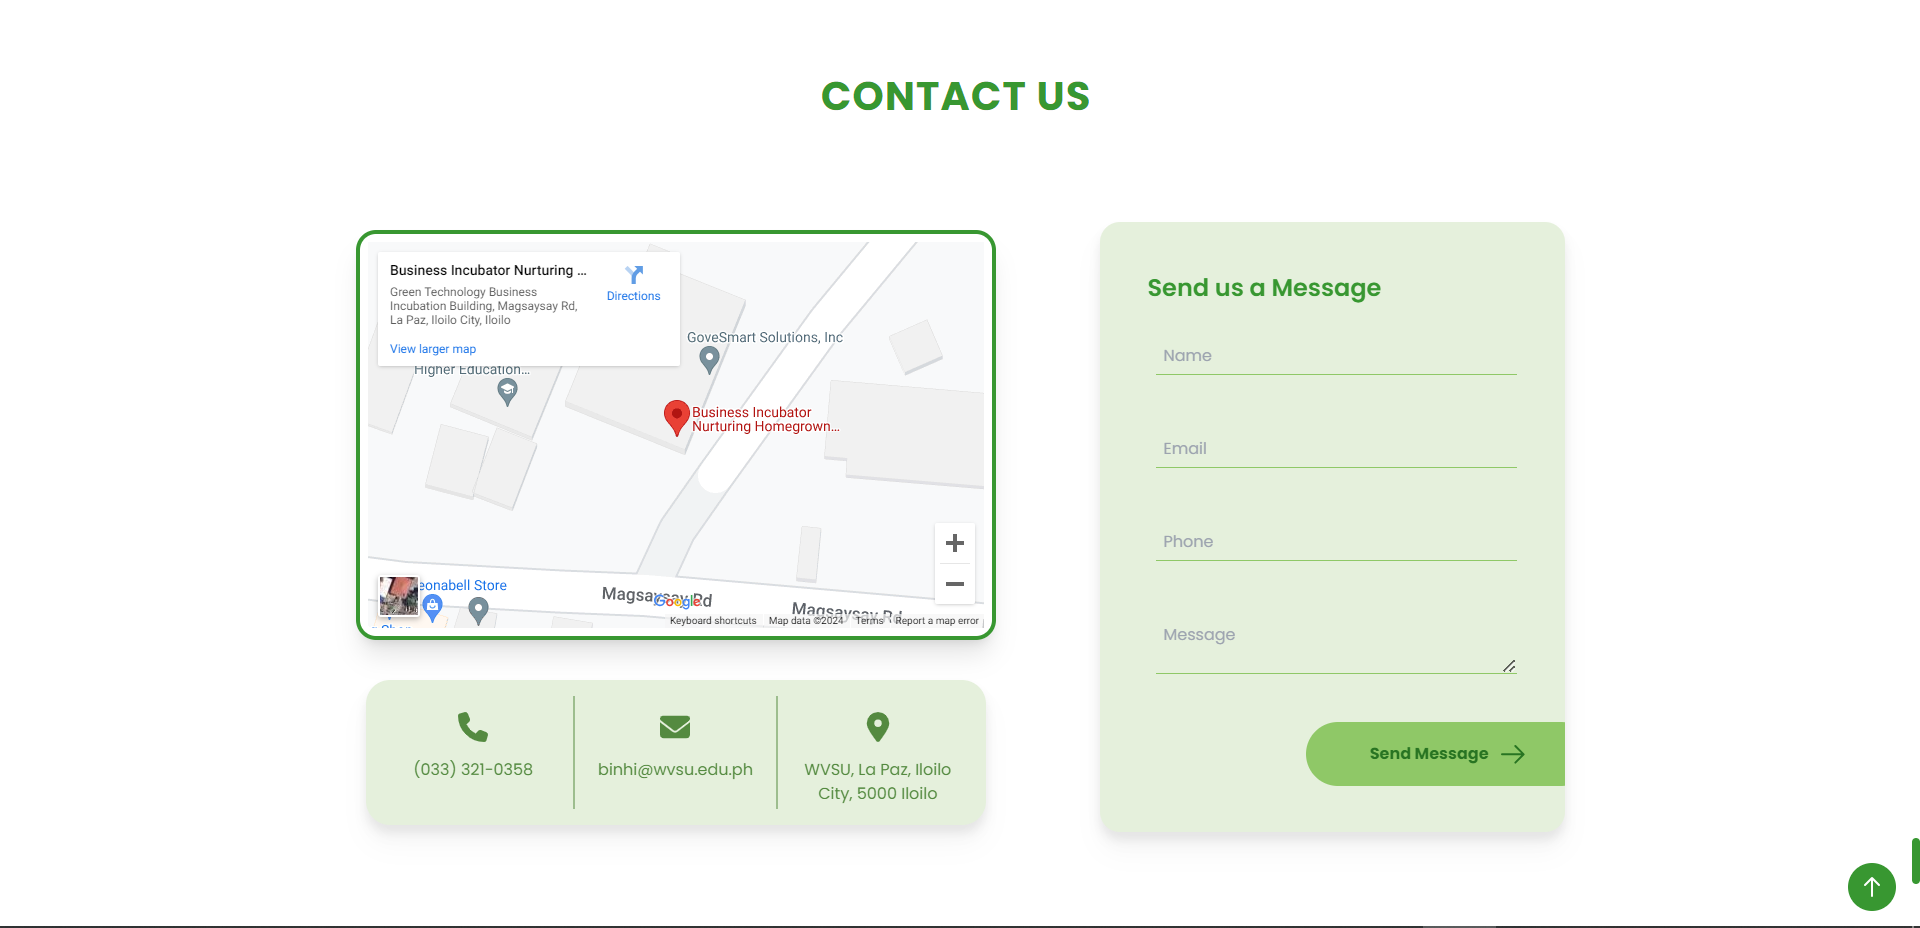 CONTACT US
Business Incubator Nurturing ...
Green Technology Business
Incubation Building, Magsaysay Rd,
La Paz, Iloilo City, Iloilo
Directions
View larger map
Higher Education...
GoveSmart Solutions, Inc
Business Incubator
Nurturing Homegrown...
eonabell Store
Magsaysay Rd
Google
Magsaysay Rd
Keyboard shortcuts
Map data ©2024
Terms
Report a map error
(033) 321-0358
binhi@wvsu.edu.ph
WVSU, La Paz, Iloilo
City, 5000 Iloilo
Send us a Message
Name
Email
Phone
Message
Send Message